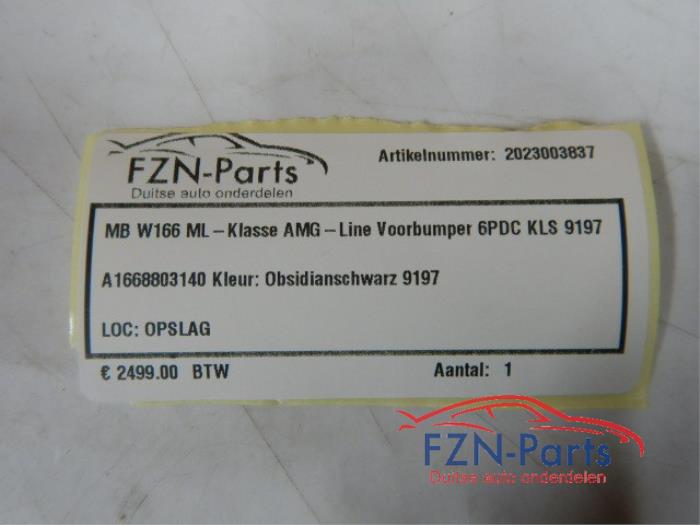 FZN-Parts
Duitse auto onderdelen
Artikelnummer: 2023003837
MB W166 ML-Klasse AMG-Line Voorbumper 6PDC KLS 9197
A1668803140 Kleur: Obsidianschwarz 9197
LOC: OPSLAG
€ 2499.00 BTW
Aantal: 1
FZN-Parts
Duitse auto onderdelen